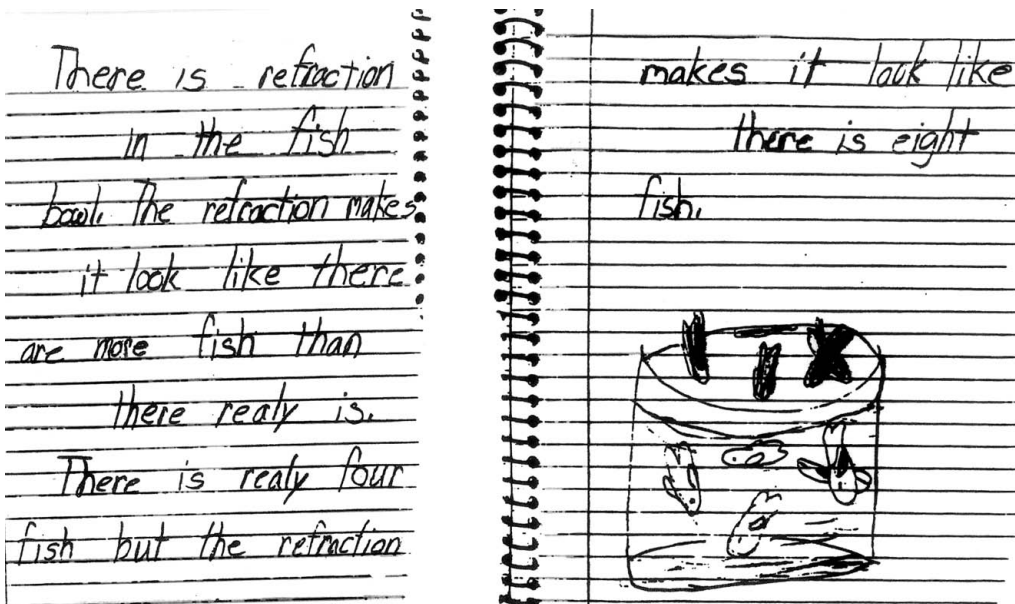 There is refraction
in the fish
bowl. The refraction makes
it look like there
are more fish than
there realy is.
There is realy four
fish but the refraction
makes it look like
there is eight
fish.